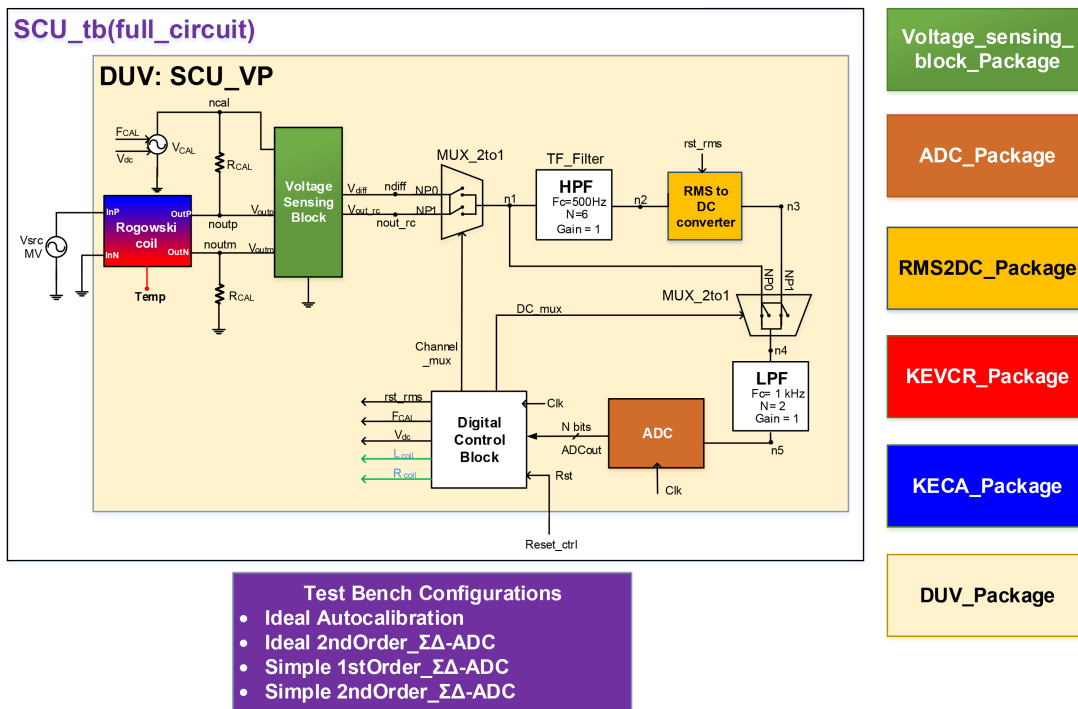 SCU_tb(full_circuit)
DUV: SCU_VP
ncal
FCAL
Vdc
VCAL
RCAL
InP
OutP
Rogowski
coil
InN
OutN
Vsrc
MV
Temp
noutp
noutm
RCAL
Voutp
Voutm
Voltage
Sensing
Block
Vdiff
ndiff
NP0
Vout_rc
nout_rc
NP1
MUX_2to1
n1
TF_Filter
HPF
Fc=500Hz
N=6
Gain = 1
n2
rst_rms
RMS to
DC
converter
n3
NP0
NP1
MUX_2to1
DC_mux
n4
LPF
Fc= 1 kHz
N= 2
Gain = 1
n5
Channel
_mux
rst_rms
FCAL
Vdc
Lcoil
Rcoil
Digital
Control
Block
Clk
N bits
ADCout
Rst
ADC
Clk
Reset_ctrl
Voltage_sensing_
block_Package
ADC_Package
RMS2DC_Package
KEVCR_Package
KECA_Package
DUV_Package
Test Bench Configurations
• Ideal Autocalibration
• Ideal 2ndOrder_ΣΔ-ADC
• Simple 1stOrder_ΣΔ-ADC
• Simple 2ndOrder_ΣΔ-ADC